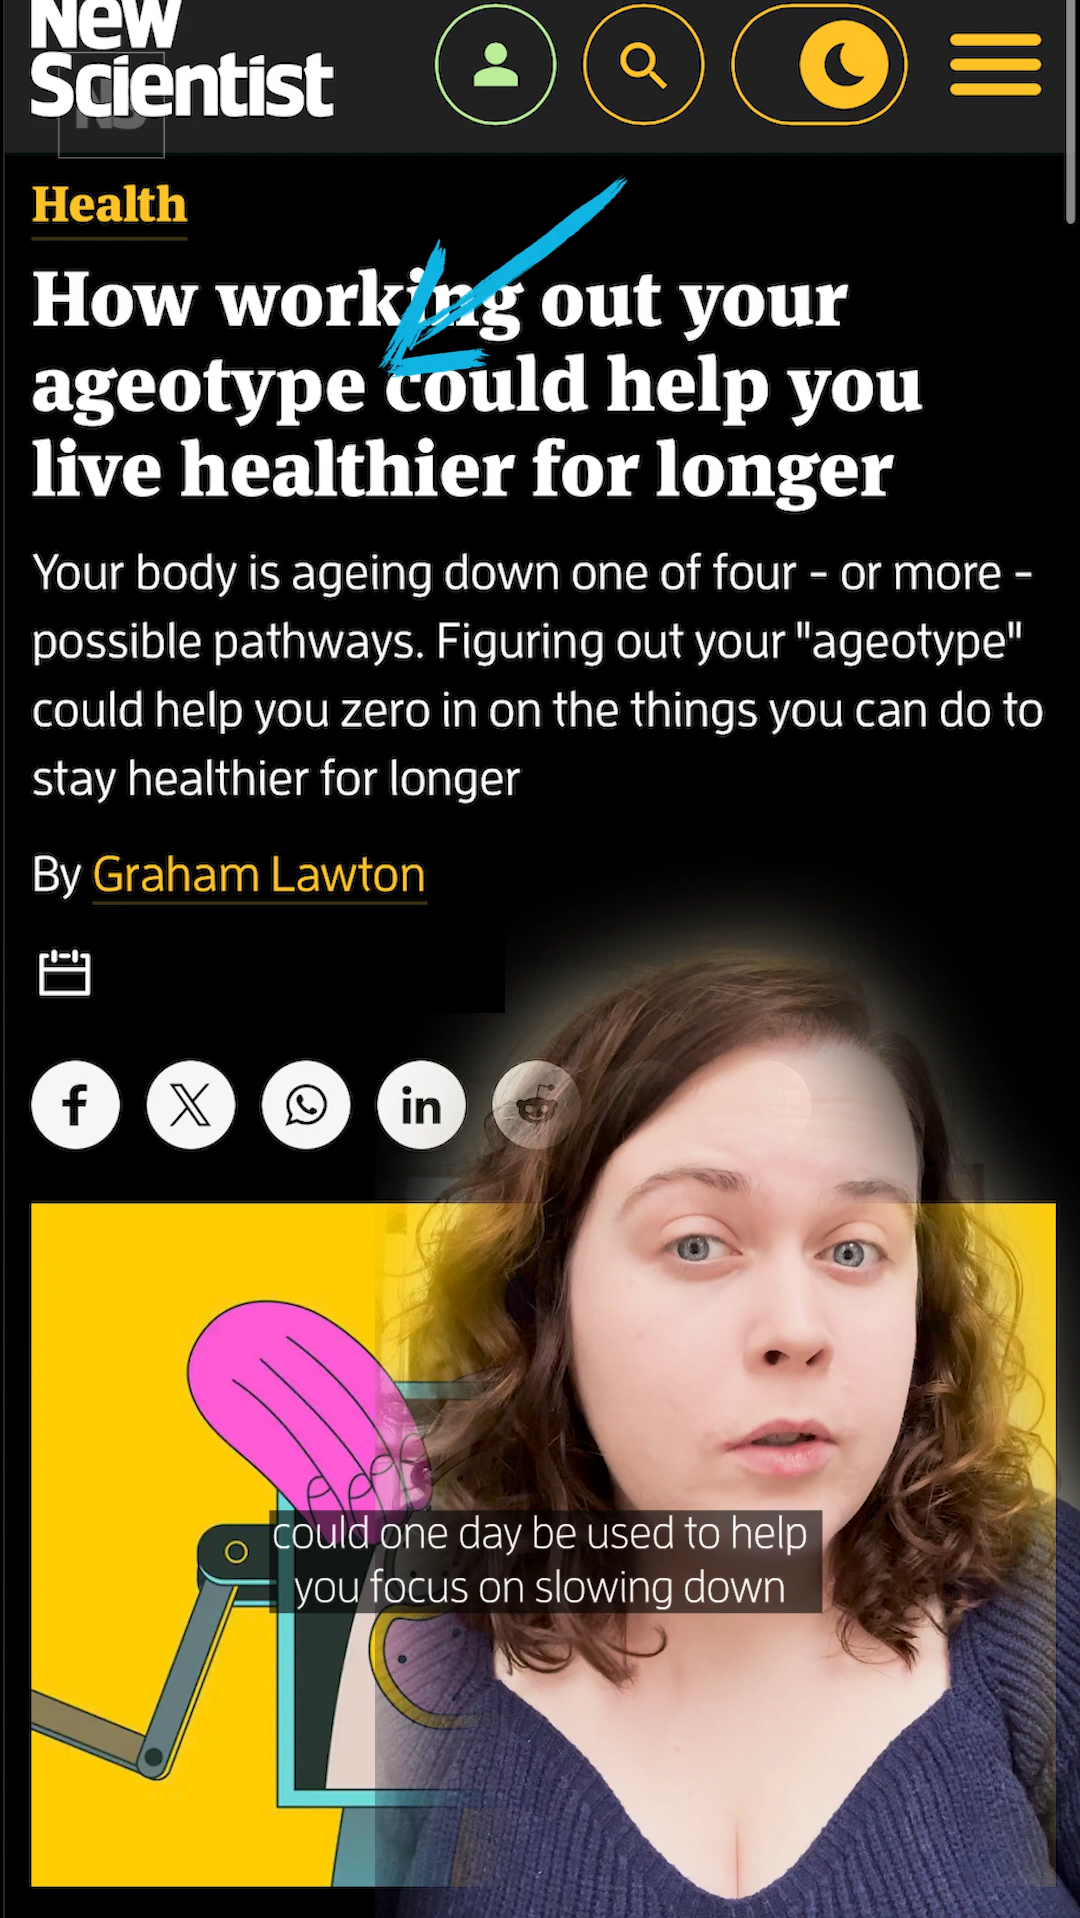 New
Scientist
NS
Health
How working out your
ageotype could help you
live healthier for longer
Your body is ageing down one of four - or more -
possible pathways. Figuring out your "ageotype"
could help you zero in on the things you can do to
stay healthier for longer
By Graham Lawton
could one day be used to help
you focus on slowing down